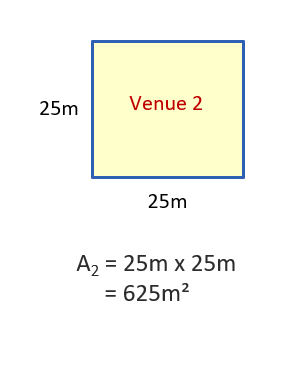 Venue 2
25m
25m
A₂ = 25m x 25m
= 625m²